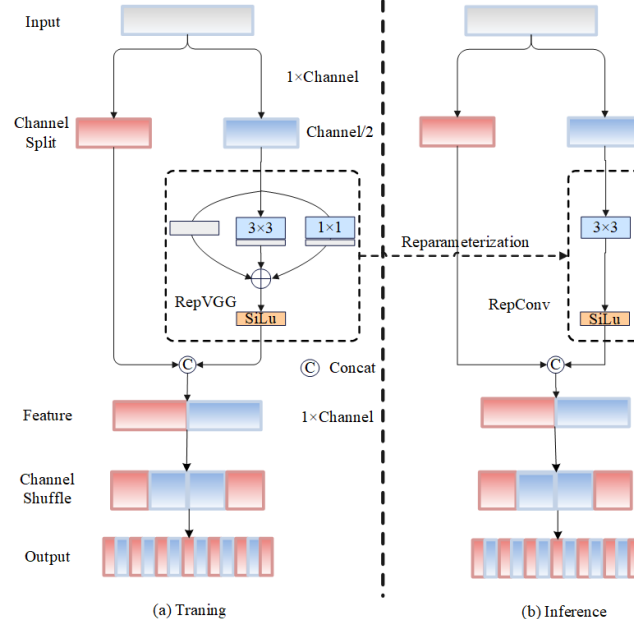 Input
1×Channel
Channel
Split
Channel/2
3×3
1×1
3×3
Reparameterization
RepVGG
RepConv
SiLu
SiLu
C
C Concat
C
Feature
1×Channel
Channel
Shuffle
Output
(a) Traning
(b) Inference